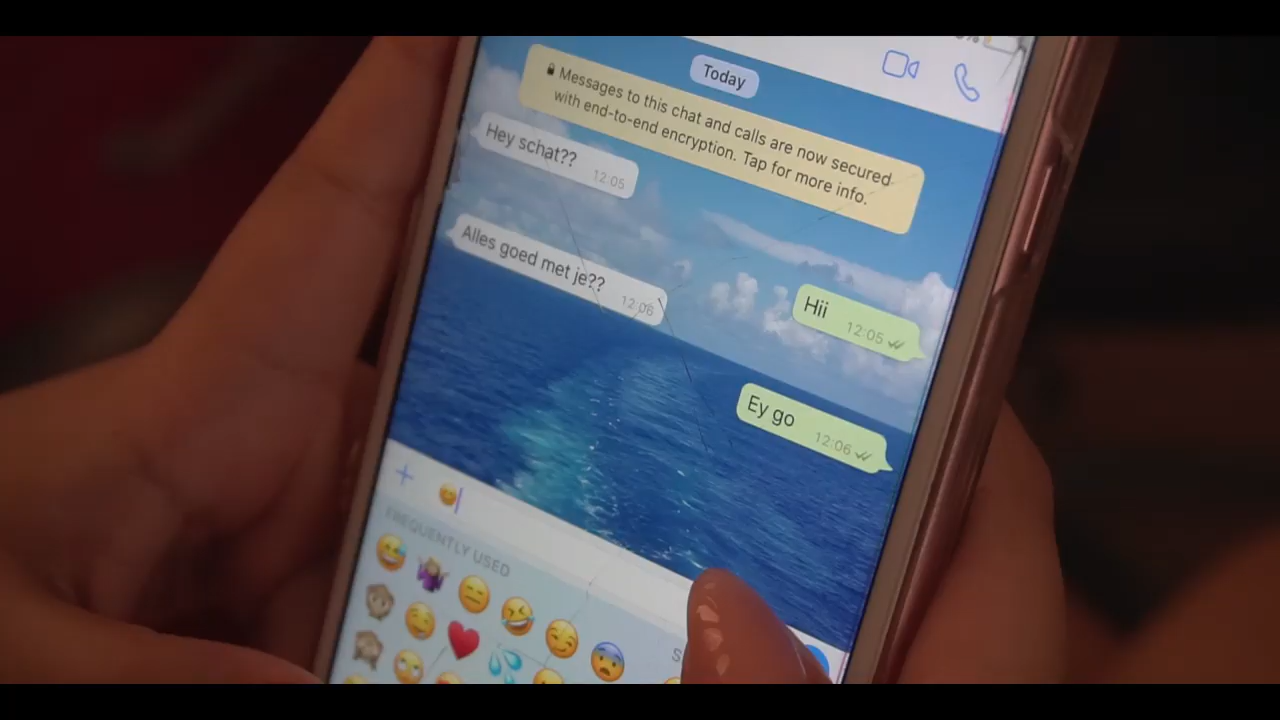 Today
Messages to this chat and calls are now secured
with end-to-end encryption. Tap for more info.
Hey schat??
12:05
Hii
12:05
Alles goed met je??
12:06
Ey go
12:06
FREQUENTLY USED